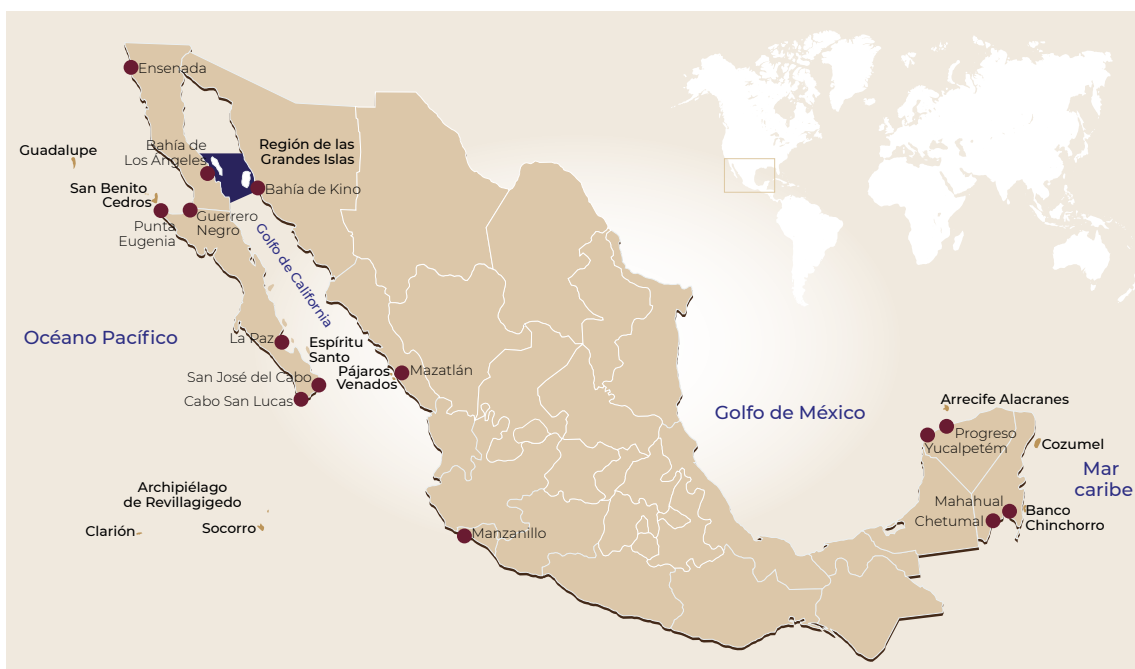 Ensenada
Bahía de
Los Ángeles
Región de las
Grandes Islas
Guadalupe
San Benito
Cedros
Bahía de Kino
Punta
Eugenia
Guerrero
Negro
Golfo de California
Océano Pacífico
La Paz
Espíritu
Santo
San José del Cabo
Pájaros
Venados
Mazatlán
Cabo San Lucas
Golfo de México
Arrecife Alacranes
Progreso
Yucalpetém
Cozumel
Mar
caribe
Mahahual
Chetumal
Banco
Chinchorro
Archipiélago
de Revillagigedo
Clarión
Socorro
Manzanillo